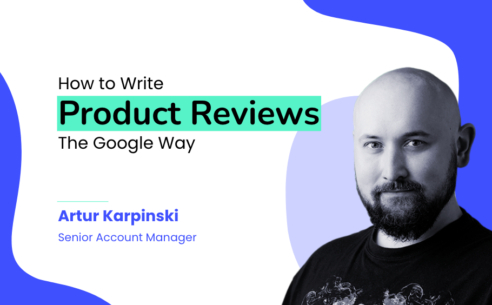 How to Write
Product Reviews
The Google Way
Artur Karpinski
Senior Account Manager